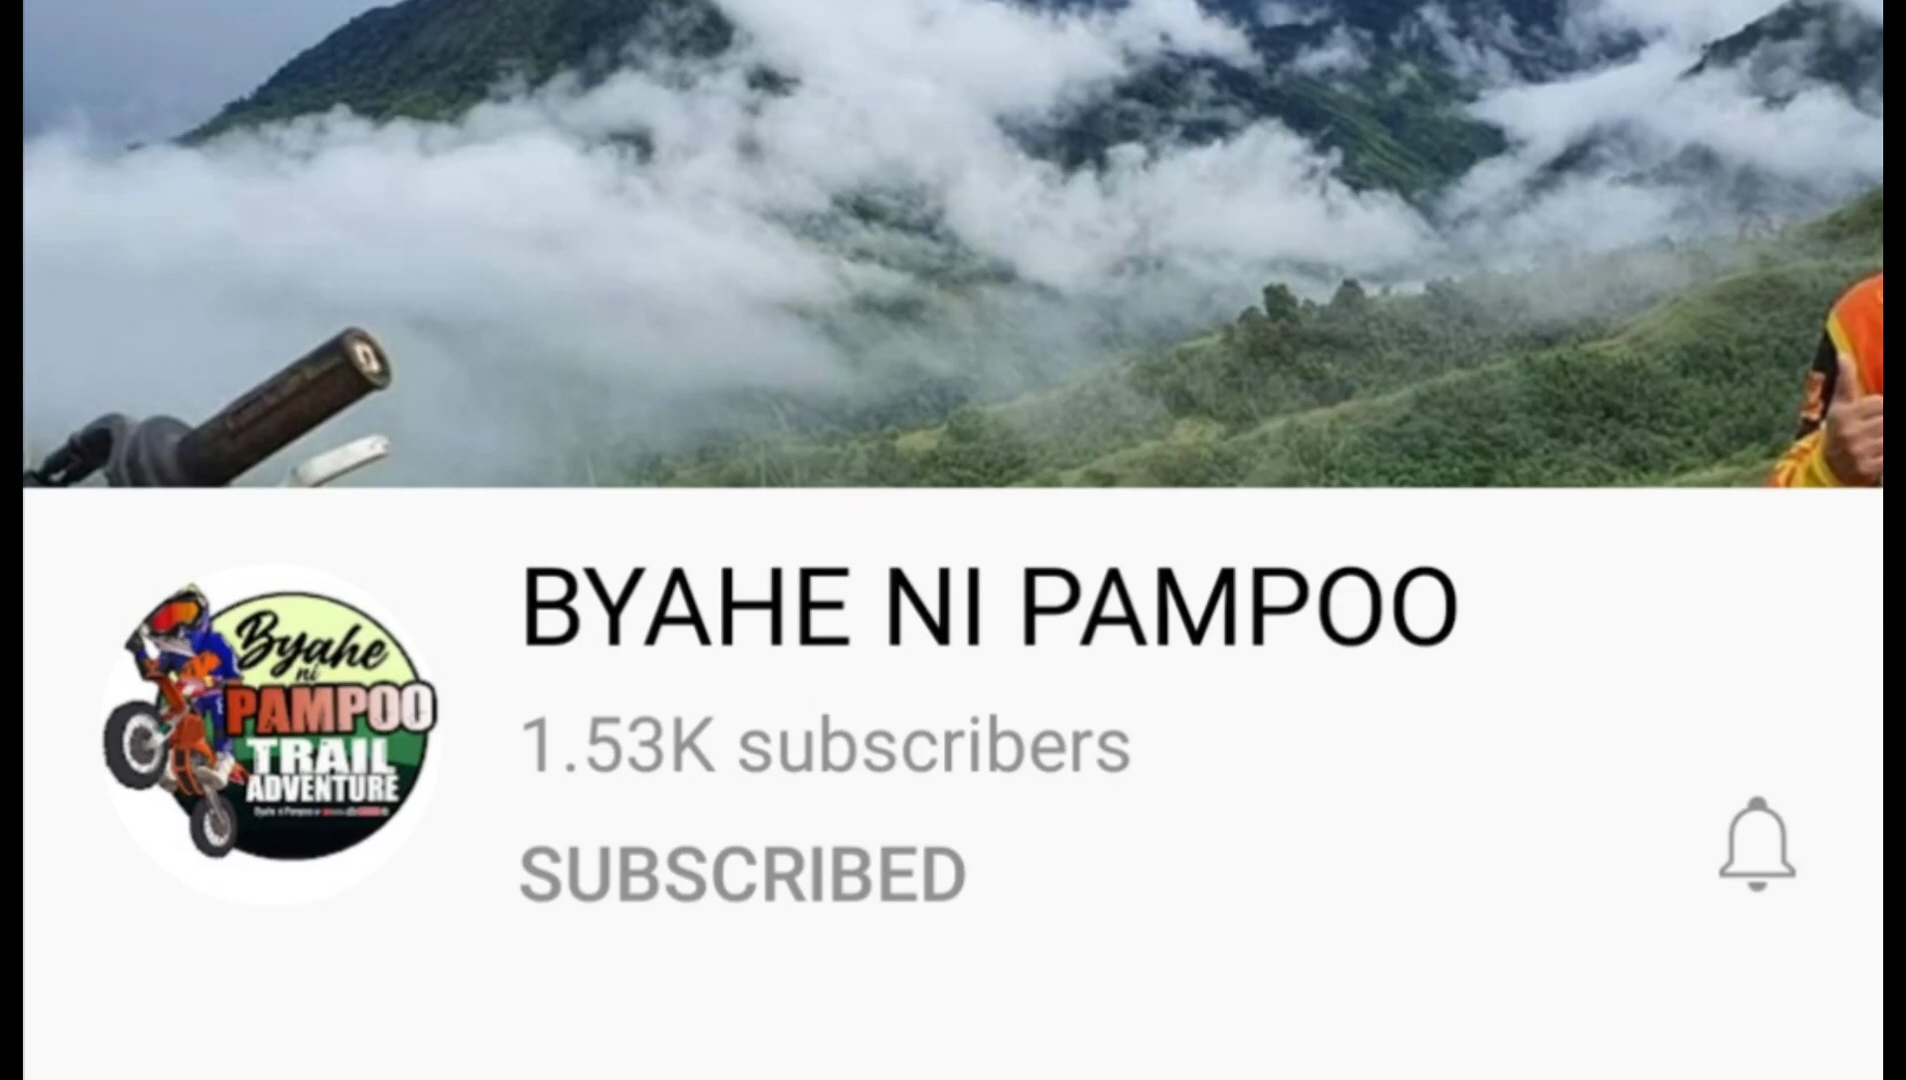 BYAHE NI PAMPOO
1.53K subscribers
SUBSCRIBED
Byahe
ni
PAMPOO
TRAIL
ADVENTURE